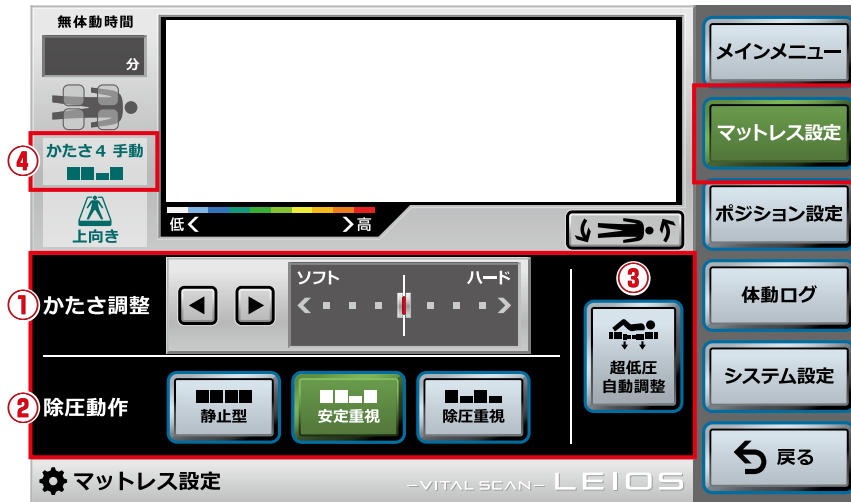 無体動時間
分
④
かたさ4 手動
上向き
低
高
メインメニュー
マットレス設定
ポジション設定
体動ログ
システム設定
戻る
①
かたさ調整
ソフト
ハード
②
除圧動作
静止型
安定重視
除圧重視
③
超低圧
自動調整
マットレス設定
-VITAL SCAN- LEIOS